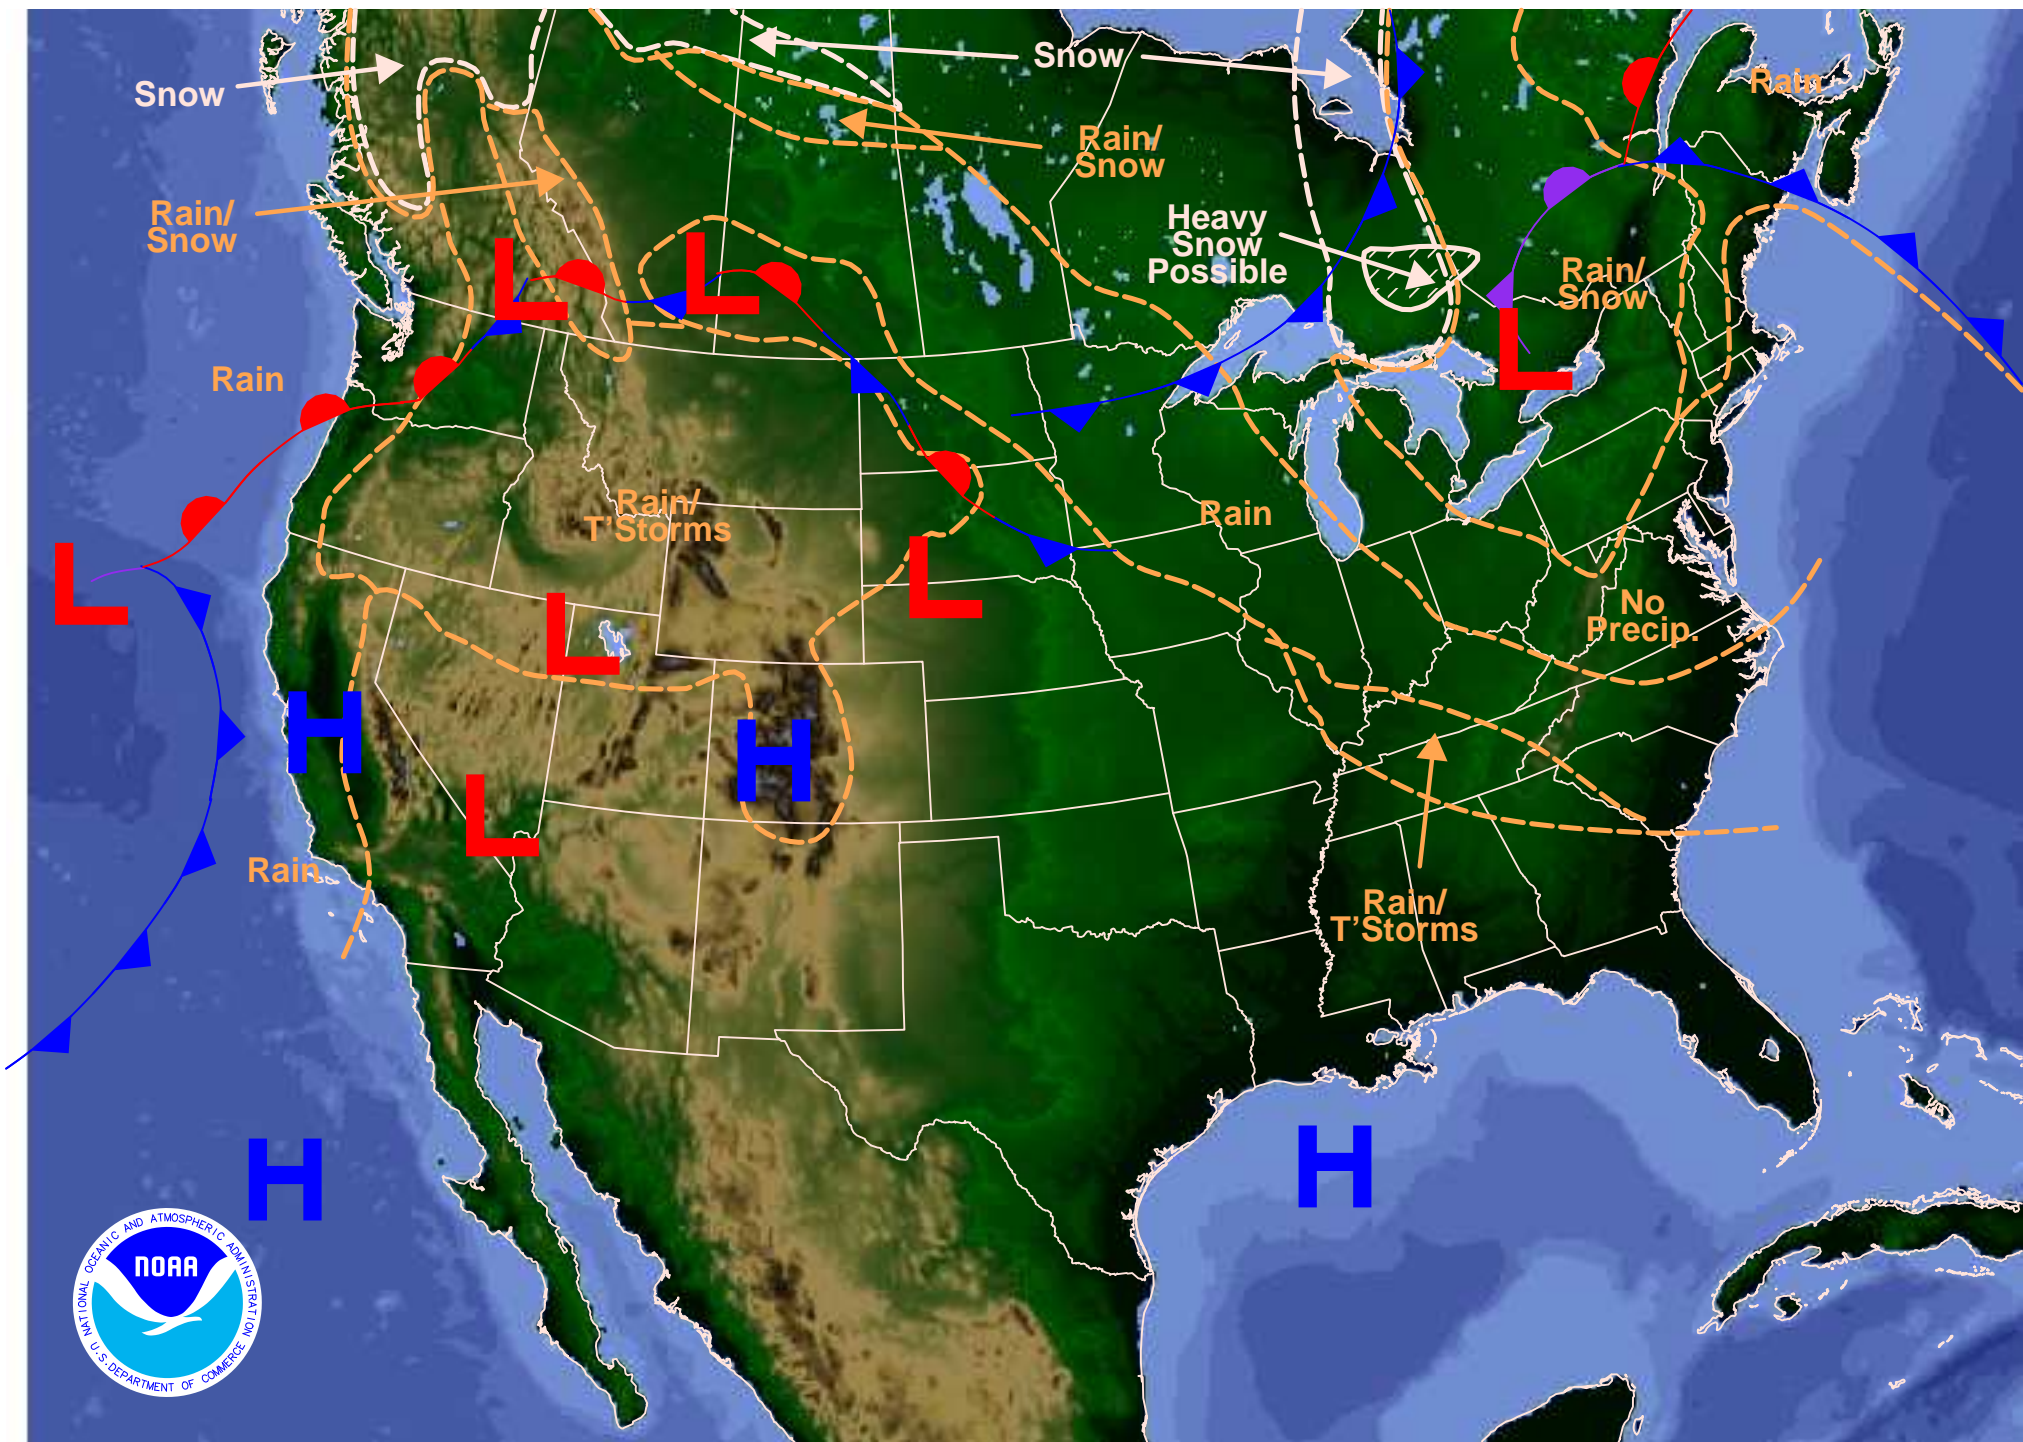 Snow
Snow
Rain
Rain/
Snow
Rain/
Snow
Heavy
Snow
Possible
Rain/
Snow
Rain
L
L
L
L
Rain/
T'Storms
Rain
L
L
L
No
Precip.
H
H
L
Rain
Rain/
T'Storms
H
H
NATIONAL OCEANIC AND ATMOSPHERIC ADMINISTRATION
NOAA
U.S. DEPARTMENT OF COMMERCE